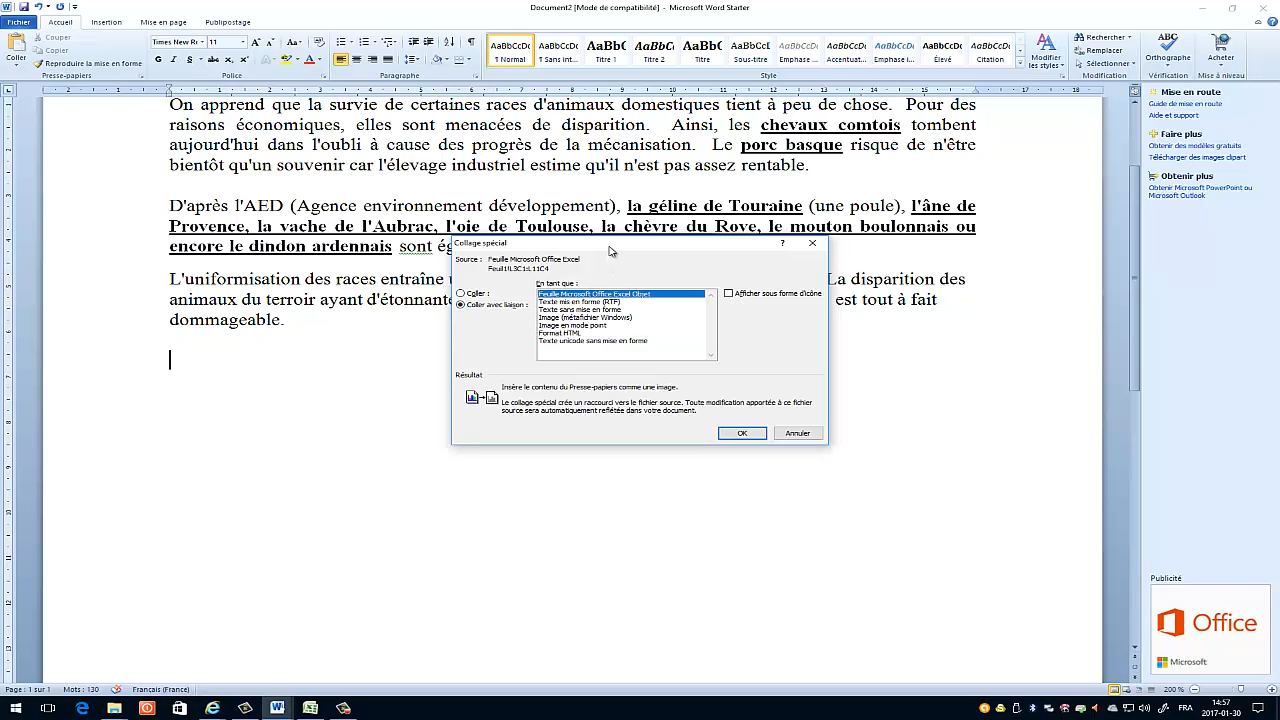 Document2 [Mode de compatibilité] - Microsoft Word Starter
Fichier Accueil Insertion Mise en page Publipostage
Coller
Couper
Copier
Reproduire la mise en forme
Presse-papiers
Times New R 11
Police
Paragraphe
AaBbCcDc ¶ Normal
AaBbCcDc ¶ Sans int...
AaBbC Titre 1
AaBbCc Titre 2
AaBbC Titre
AaBbCcI Sous-titre
AaBbCcDc Emphase ...
AaBbCcDc Accentuat...
AaBbCcDc Emphase i...
AaBbCcDc Élevé
AaBbCcDc Citation
Modifier les styles
Style
Rechercher
Remplacer
Sélectionner
Modification
Orthographe
Vérification
Acheter
Mise à niveau
On apprend que la survie de certaines races d'animaux domestiques tient à peu de chose. Pour des
raisons économiques, elles sont menacées de disparition. Ainsi, les chevaux comtois tombent
aujourd'hui dans l'oubli à cause des progrès de la mécanisation. Le porc basque risque de n'être
bientôt qu'un souvenir car l'élevage industriel estime qu'il n'est pas assez rentable.
D'après l'AED (Agence environnement développement), la géline de Touraine (une poule), l'âne de
Provence, la vache de l'Aubrac, l'oie de Toulouse, la chèvre du Rove, le mouton boulonnais ou
encore le dindon ardennais sont ég
L'uniformisation des races entraîne La disparition des
animaux du terroir ayant d'étonnant est tout à fait
dommageable.
Collage spécial ?
Source : Feuille Microsoft Office Excel
Feuil1!L3C1:L11C4
En tant que :
Coller :
Coller avec liaison :
Feuille Microsoft Office Excel Objet
Texte mis en forme (RTF)
Texte sans mise en forme
Image (métafichier Windows)
Image en mode point
Format HTML
Texte unicode sans mise en forme
Afficher sous forme d'icône
Résultat
Insère le contenu du Presse-papiers comme une image.
Le collage spécial crée un raccourci vers le fichier source. Toute modification apportée à ce fichier
source sera automatiquement reflétée dans votre document.
OK Annuler
Mise en route
Guide de mise en route
Aide et support
Faire plus
Obtenir des modèles gratuits
Télécharger des images clipart
Obtenir plus
Obtenir Microsoft PowerPoint ou
Microsoft Outlook
Publicité
Office
Microsoft
Page : 1 sur 1 Mots : 130 Français (France) 200 %
FRA
14:57
2017-01-30